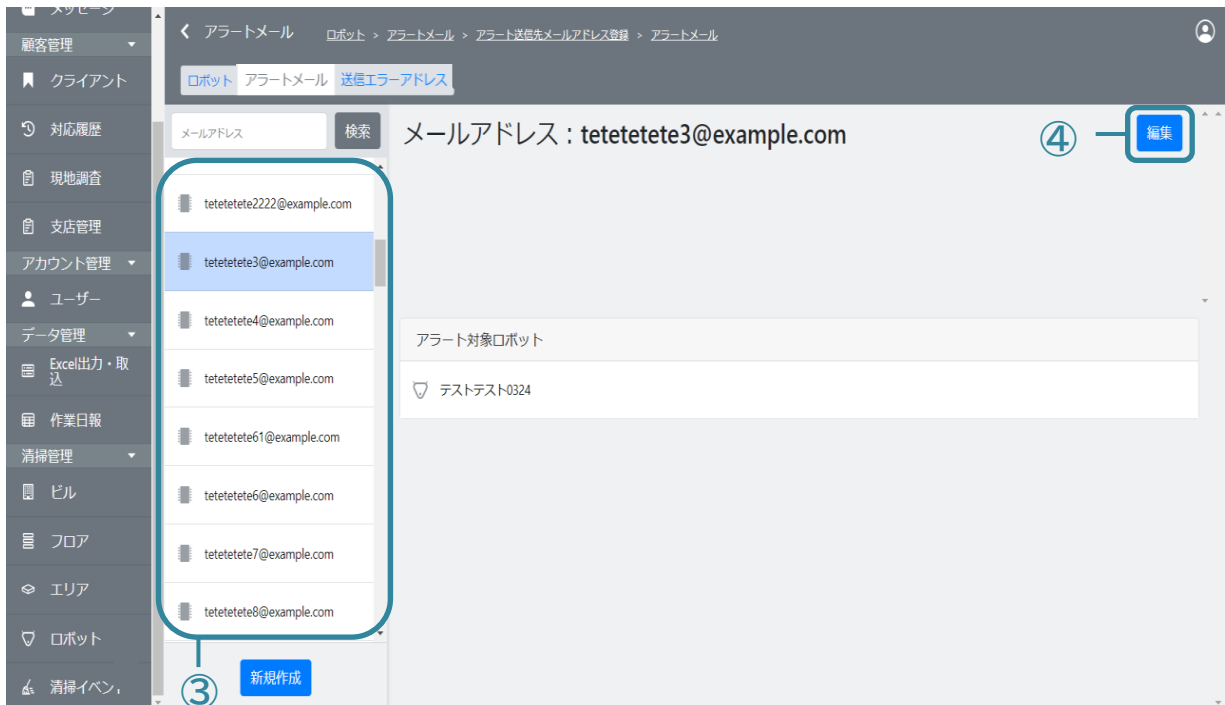 メッセージ
顧客管理
クライアント
対応履歴
現地調査
支店管理
アカウント管理
ユーザー
データ管理
Excel出力・取
込
作業日報
清掃管理
ビル
フロア
エリア
ロボット
清掃イベン
アラートメール
ロボット > アラートメール > アラート送信先メールアドレス登録 > アラートメール
ロボット アラートメール 送信エラーアドレス
メールアドレス 検索
tetetetete2222@example.com
tetetetete3@example.com
tetetetete4@example.com
tetetetete5@example.com
tetetetete61@example.com
tetetetete6@example.com
tetetetete7@example.com
tetetetete8@example.com
③
新規作成
メールアドレス : tetetetete3@example.com
④
編集
アラート対象ロボット
テストテスト0324